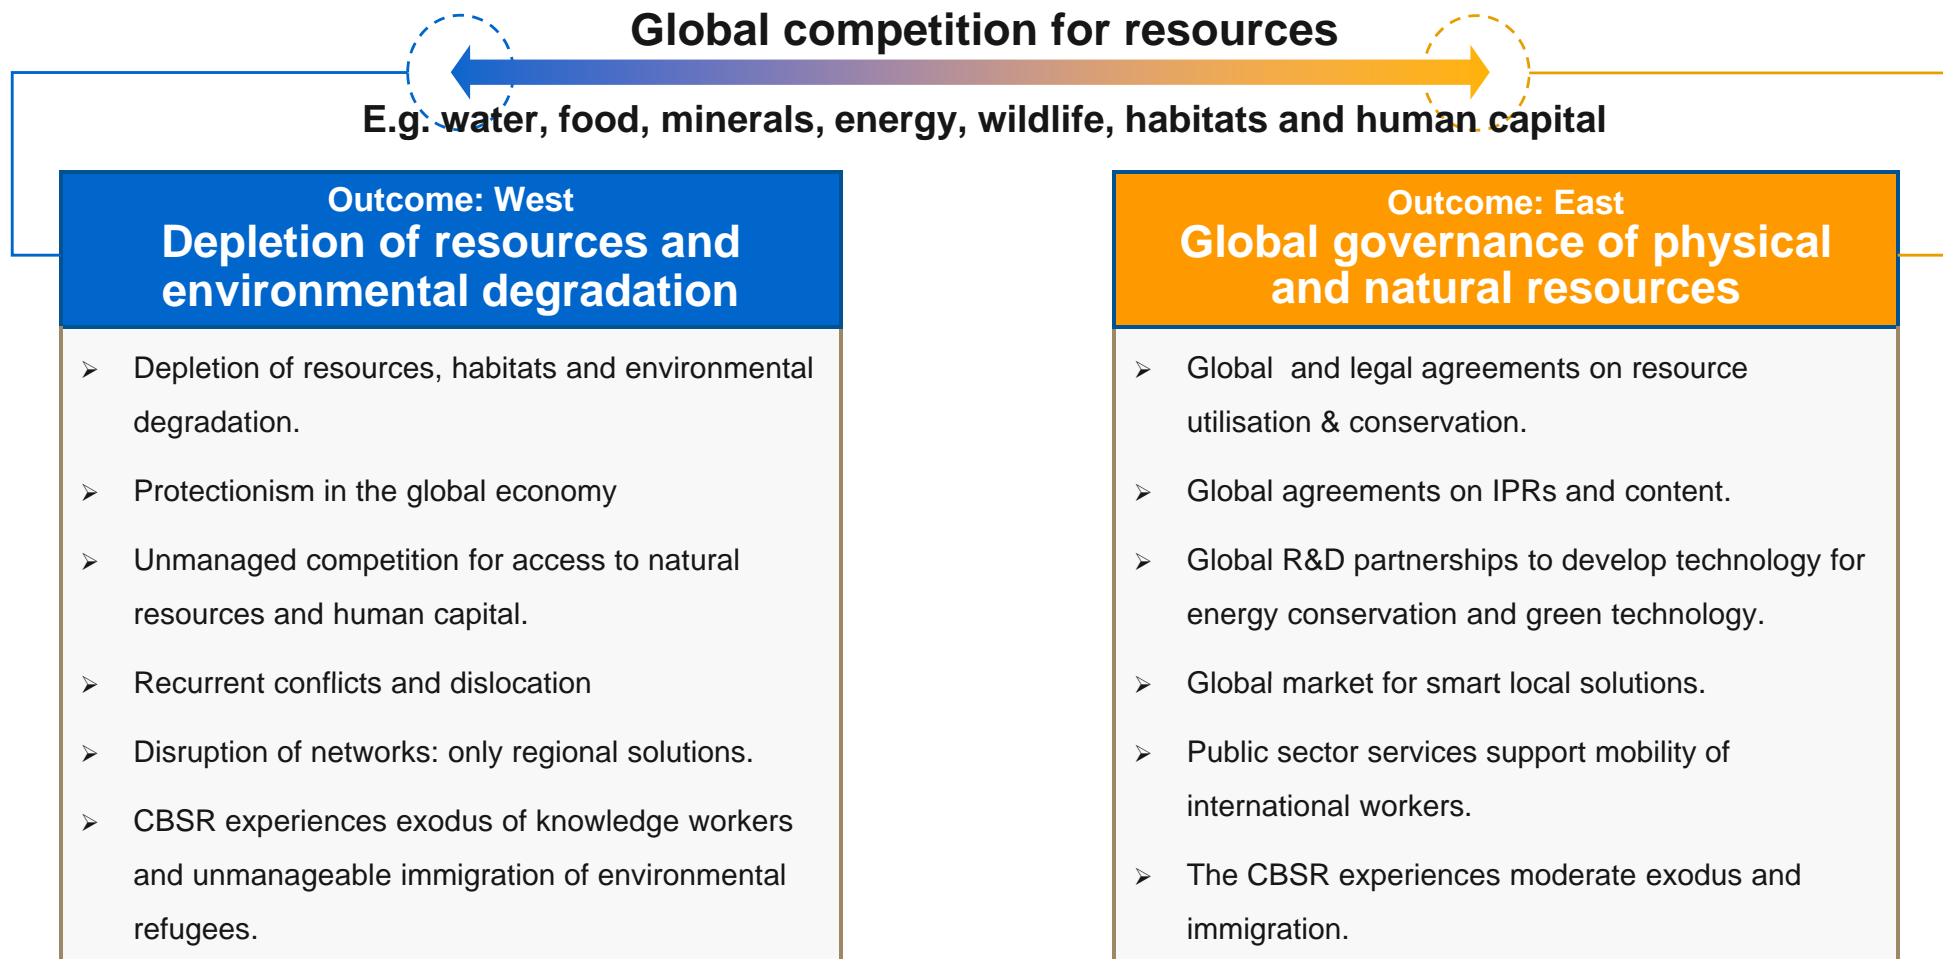 Global competition for resources
E.g. water, food, minerals, energy, wildlife, habitats and human capital
Outcome: West
Depletion of resources and
environmental degradation
➢ Depletion of resources, habitats and environmental
degradation.
➢ Protectionism in the global economy
➢ Unmanaged competition for access to natural
resources and human capital.
➢ Recurrent conflicts and dislocation
➢ Disruption of networks: only regional solutions.
➢ CBSR experiences exodus of knowledge workers
and unmanageable immigration of environmental
refugees.
Outcome: East
Global governance of physical
and natural resources
➢ Global  and legal agreements on resource
utilisation & conservation.
➢ Global agreements on IPRs and content.
➢ Global R&D partnerships to develop technology for
energy conservation and green technology.
➢ Global market for smart local solutions.
➢ Public sector services support mobility of
international workers.
➢ The CBSR experiences moderate exodus and
immigration.